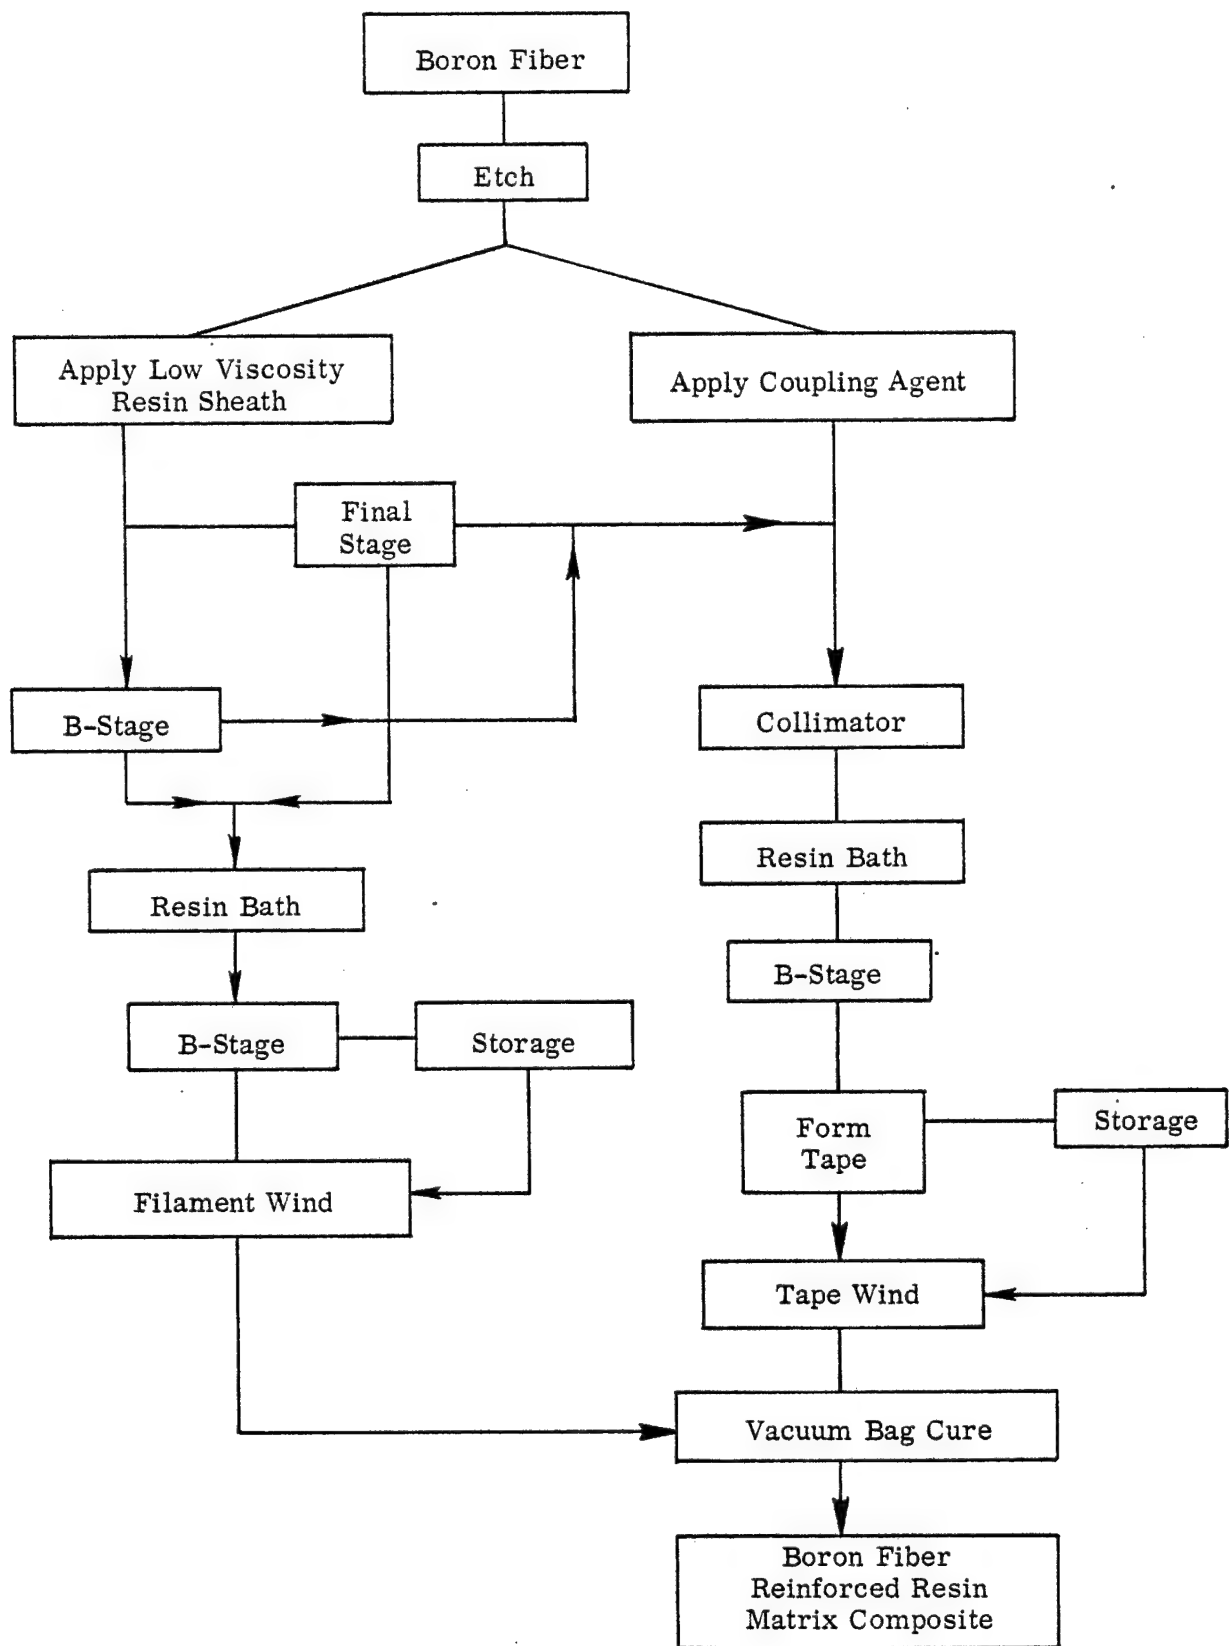 Boron Fiber
Etch
Apply Low Viscosity
Resin Sheath
Apply Coupling Agent
Final
Stage
B-Stage
Collimator
Resin Bath
Resin Bath
B-Stage
B-Stage
Storage
Form
Tape
Storage
Filament Wind
Tape Wind
Vacuum Bag Cure
Boron Fiber
Reinforced Resin
Matrix Composite